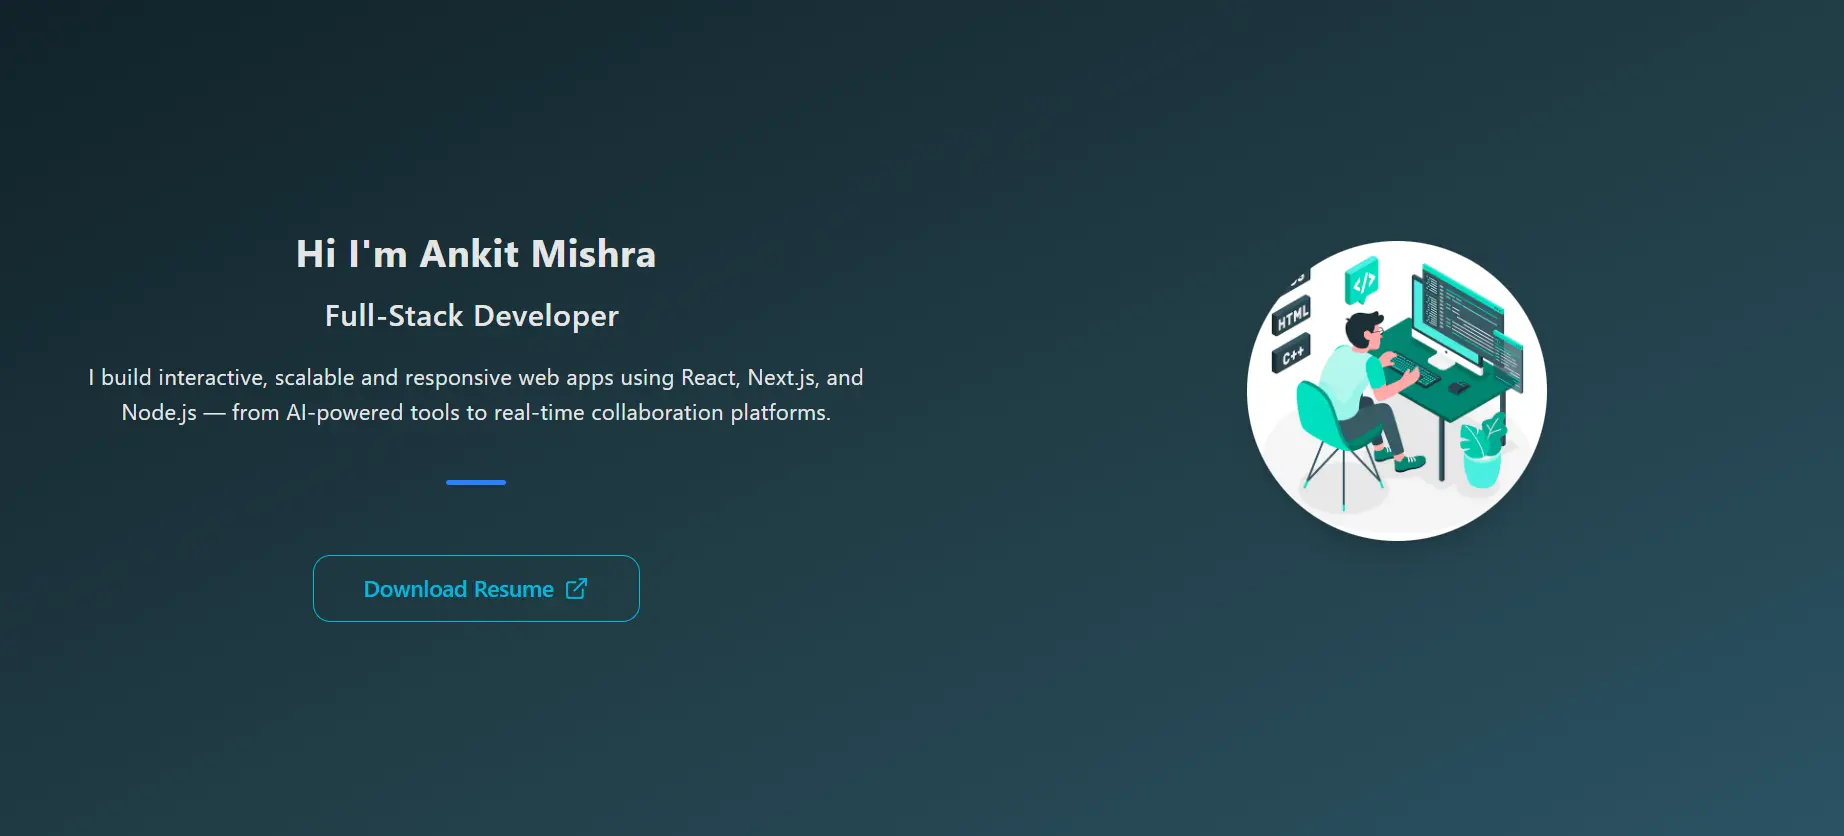 Hi I'm Ankit Mishra
Full-Stack Developer
I build interactive, scalable and responsive web apps using React, Next.js, and
Node.js — from AI-powered tools to real-time collaboration platforms.
Download Resume
</>
HTML
C++